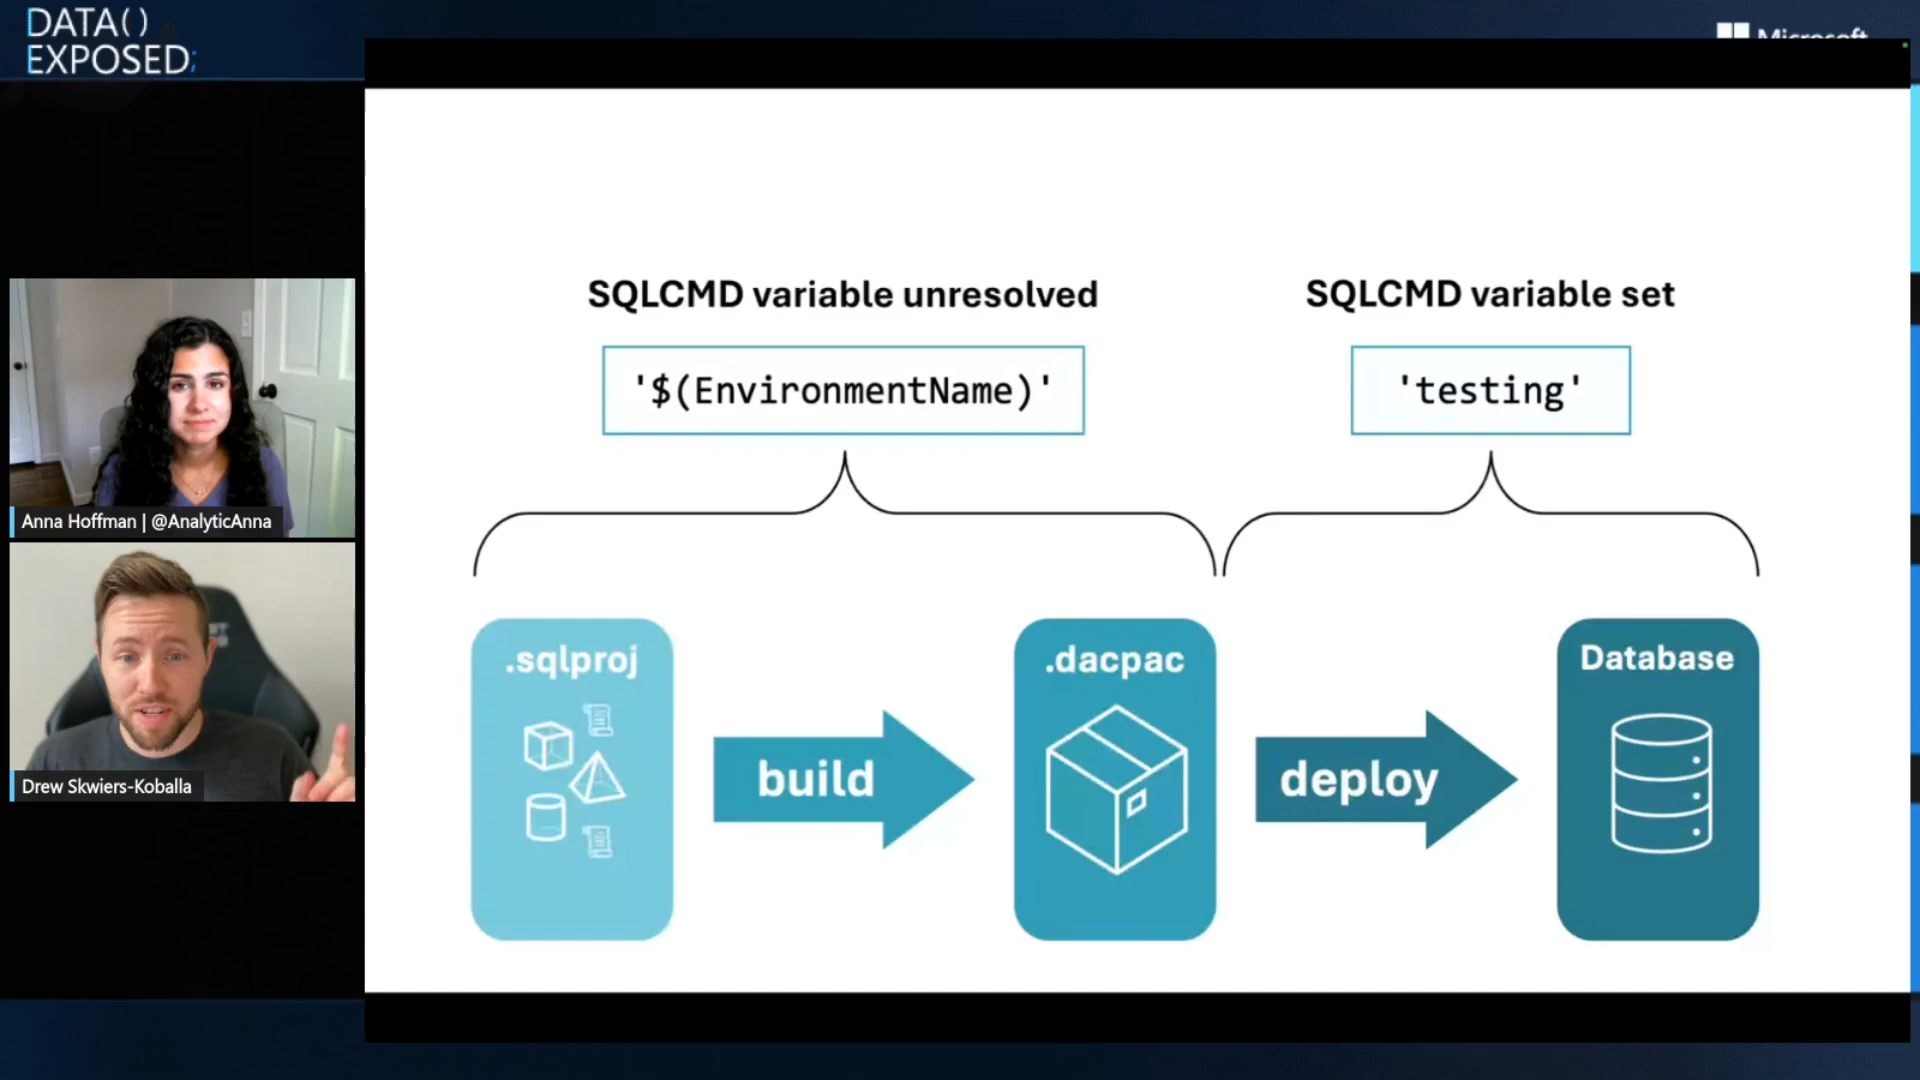 DATA()
EXPOSED;
Microsoft
SQLCMD variable unresolved
'$(EnvironmentName)'
SQLCMD variable set
'testing'
.sqlproj
build
.dacpac
deploy
Database
Anna Hoffman | @AnalyticAnna
Drew Skwiers-Koballa